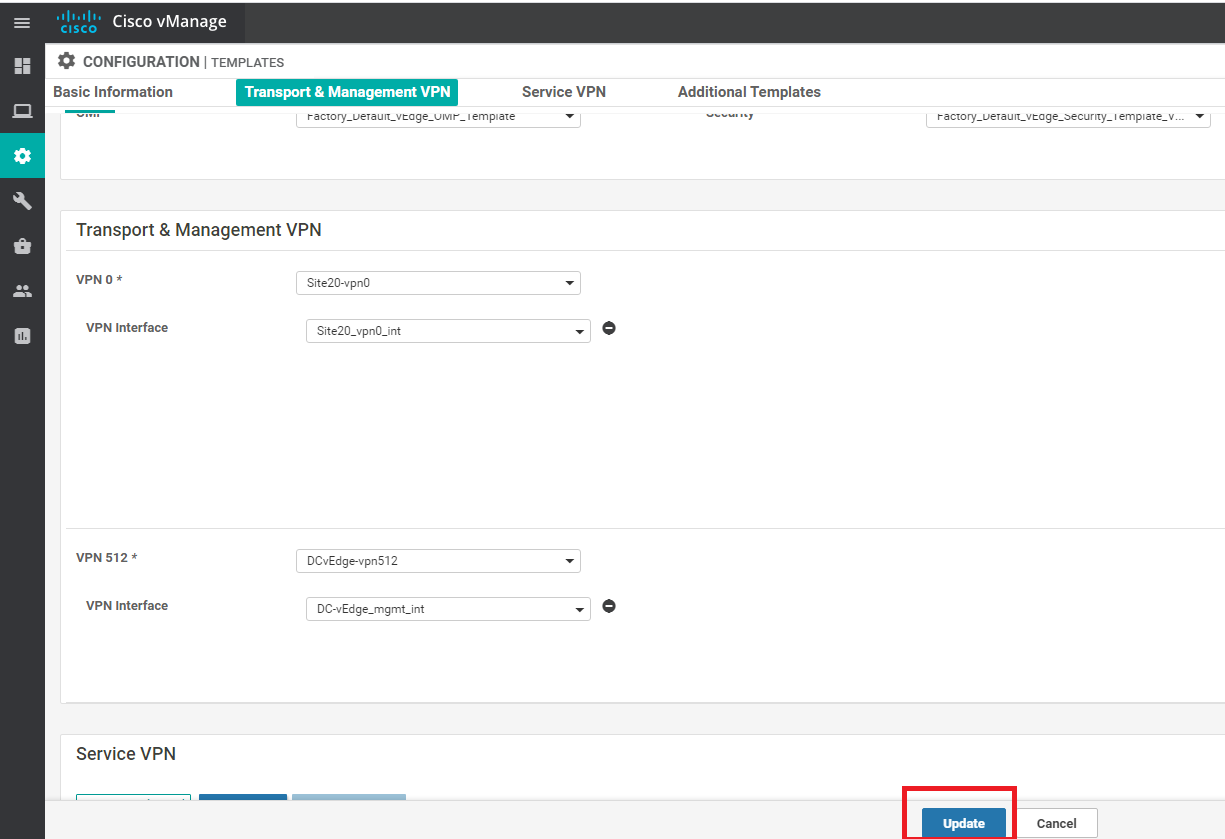 CISCO Cisco vManage
CONFIGURATION | TEMPLATES
Basic Information Transport & Management VPN Service VPN Additional Templates
OMP Factory_Default_vEdge_OMP_Template Security Factory_Default_vEdge_Security_Template_V...
Transport & Management VPN
VPN 0 * Site20-vpn0
VPN Interface Site20_vpn0_int
VPN 512 * DCvEdge-vpn512
VPN Interface DC-vEdge_mgmt_int
Service VPN
Update Cancel